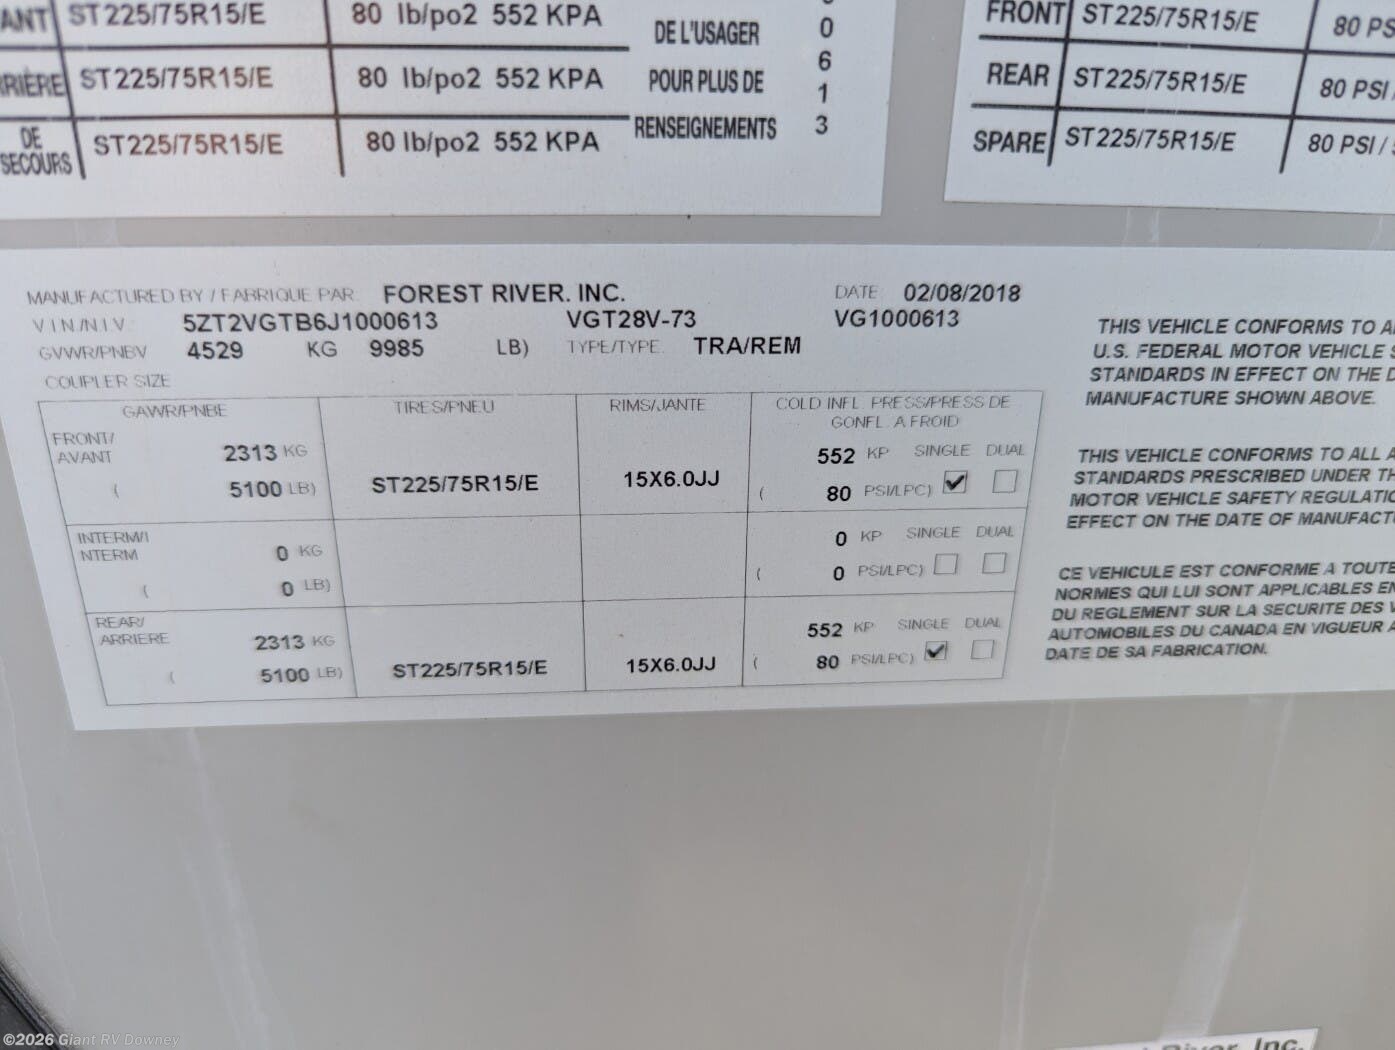 ANT ST225/75R15/E 80 lb/po2 552 KPA
RRIÈRE ST225/75R15/E 80 lb/po2 552 KPA
DE SECOURS ST225/75R15/E 80 lb/po2 552 KPA
DE L'USAGER
POUR PLUS DE
RENSEIGNEMENTS
0
6
1
3
FRONT ST225/75R15/E 80 PS
REAR ST225/75R15/E 80 PSI
SPARE ST225/75R15/E 80 PSI /
MANUFACTURED BY / FABRIQUE PAR FOREST RIVER. INC. DATE 02/08/2018
V I N./N.I.V. 5ZT2VGTB6J1000613 VGT28V-73 VG1000613
GVWR/PNBV 4529 KG 9985 LB) TYPE/TYPE. TRA/REM
COUPLER SIZE
GAWR/PNBE TIRES/PNEU RIMS/JANTE COLD INFL. PRESS/PRESS DE
GONFL. A FROID
FRONT/
AVANT 2313 KG 552 KP SINGLE DUAL
( 5100 LB) ST225/75R15/E 15X6.0JJ ( 80 PSI/LPC)
INTERM/I
NTERM 0 KG 0 KP SINGLE DUAL
( 0 LB) ( 0 PSI/LPC)
REAR/
ARRIERE 2313 KG 552 KP SINGLE DUAL
( 5100 LB) ST225/75R15/E 15X6.0JJ ( 80 PSI/LPC)
THIS VEHICLE CONFORMS TO A
U.S. FEDERAL MOTOR VEHICLE S
STANDARDS IN EFFECT ON THE D
MANUFACTURE SHOWN ABOVE.
THIS VEHICLE CONFORMS TO ALL A
STANDARDS PRESCRIBED UNDER TH
MOTOR VEHICLE SAFETY REGULATIO
EFFECT ON THE DATE OF MANUFACT
CE VEHICULE EST CONFORME A TOUTE
NORMES QUI LUI SONT APPLICABLES EN
DU REGLEMENT SUR LA SECURITE DES V
AUTOMOBILES DU CANADA EN VIGUEUR A
DATE DE SA FABRICATION.
River, Inc.
©2026 Giant RV Downey